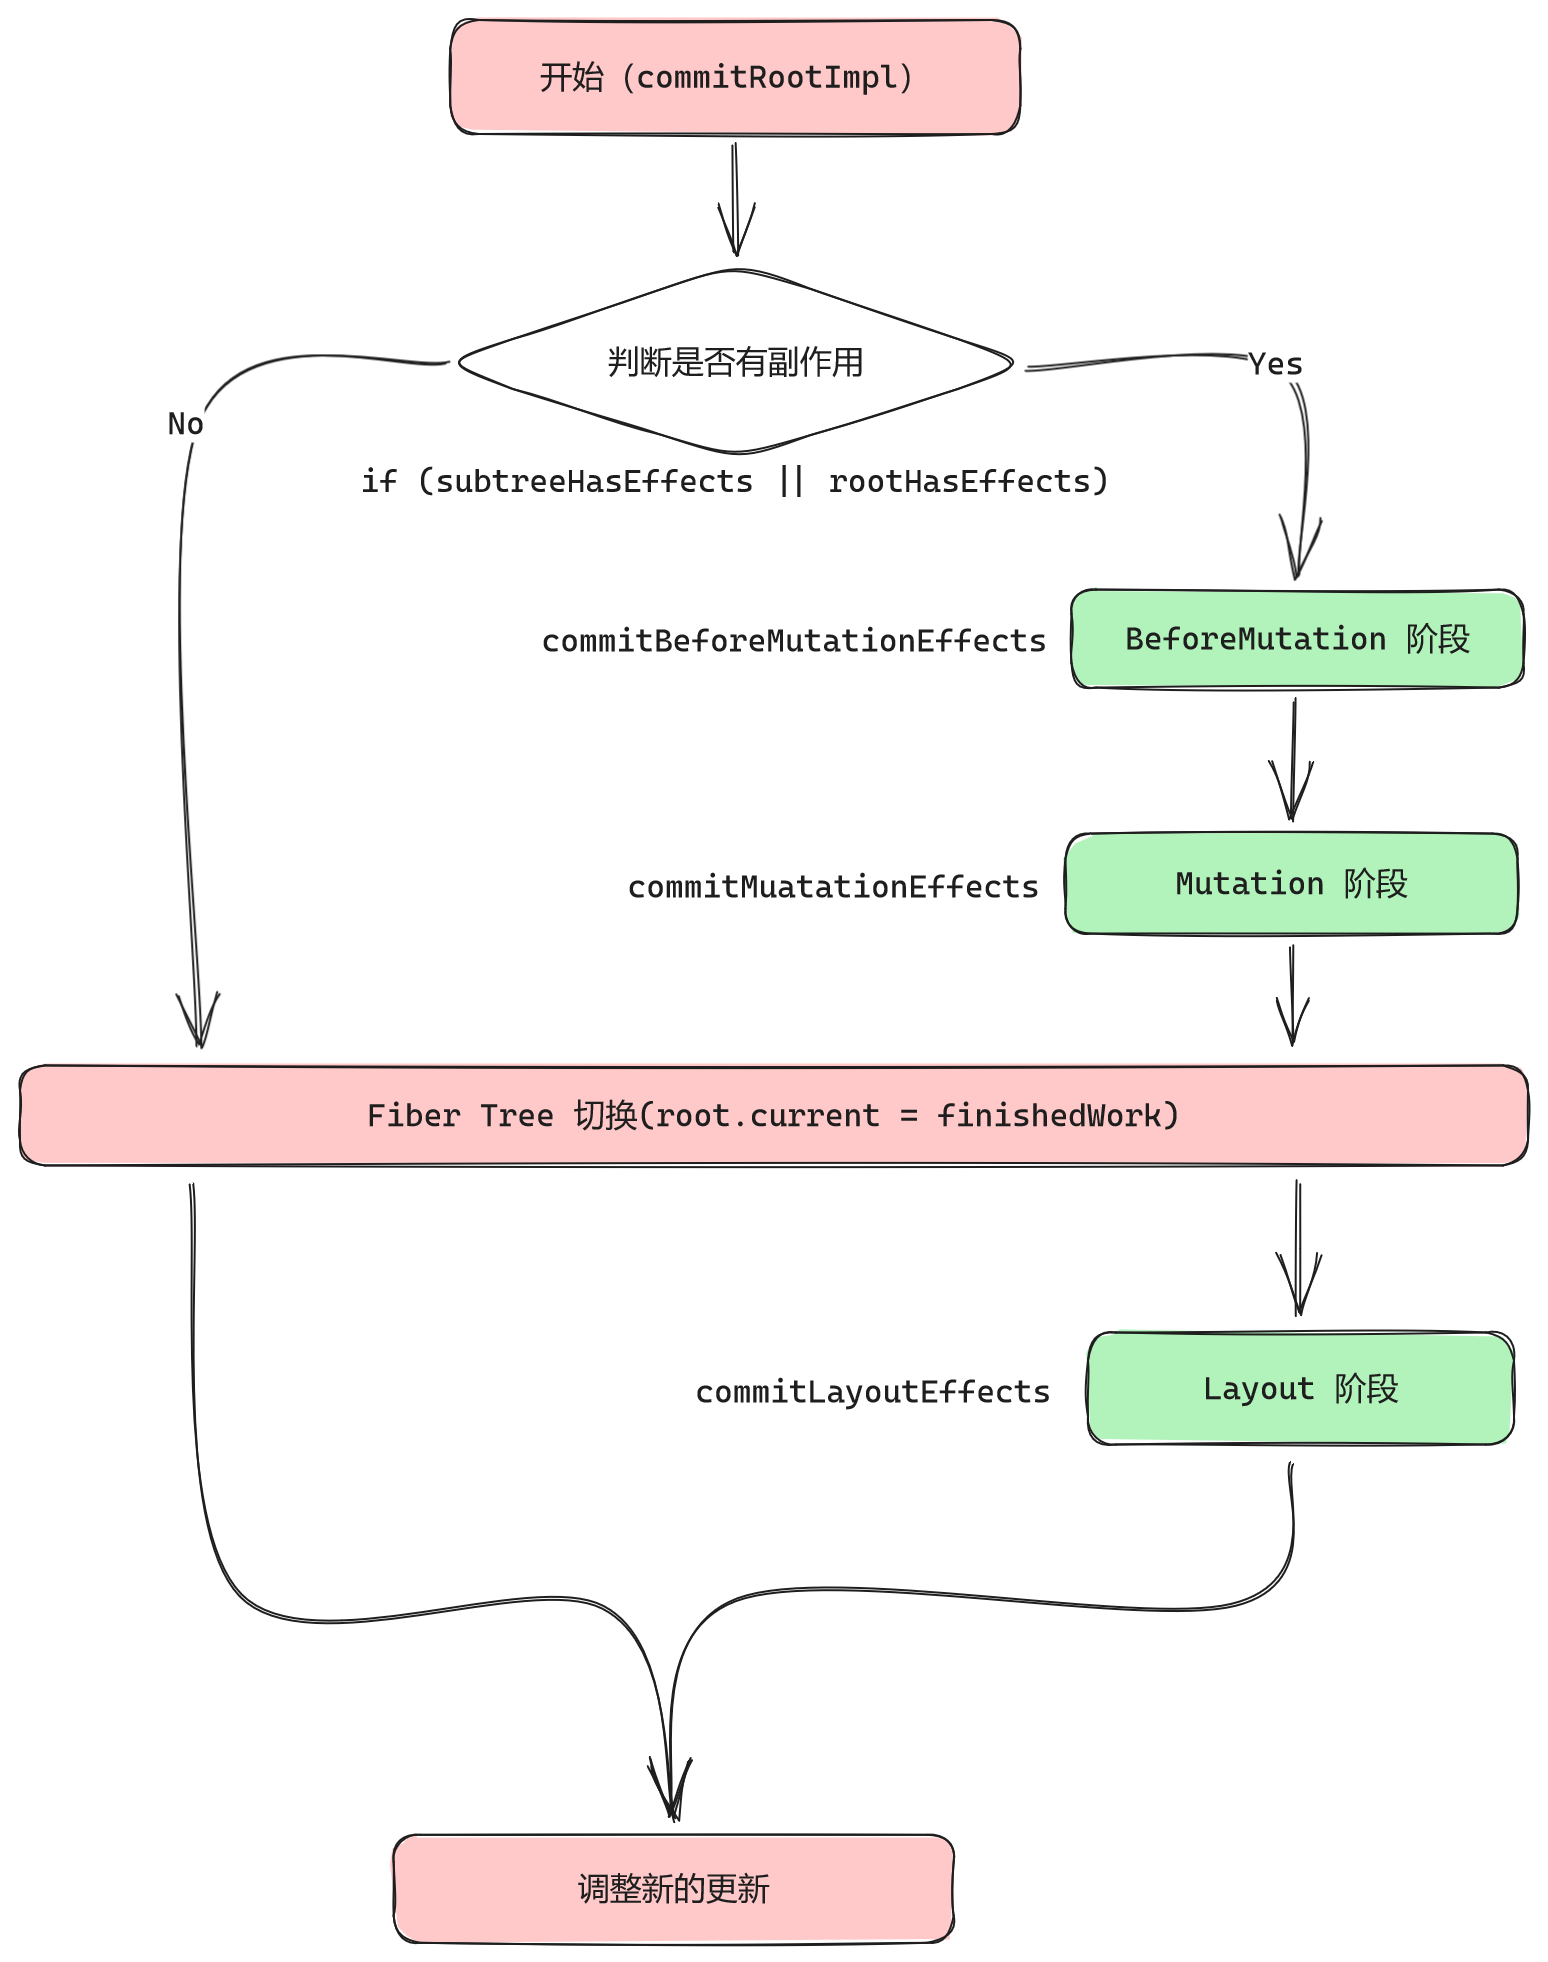 开始（commitRootImpl）
判断是否有副作用
Yes
No
if (subtreeHasEffects || rootHasEffects)
commitBeforeMutationEffects
BeforeMutation 阶段
commitMuatationEffects
Mutation 阶段
Fiber Tree 切换(root.current = finishedWork)
commitLayoutEffects
Layout 阶段
调整新的更新